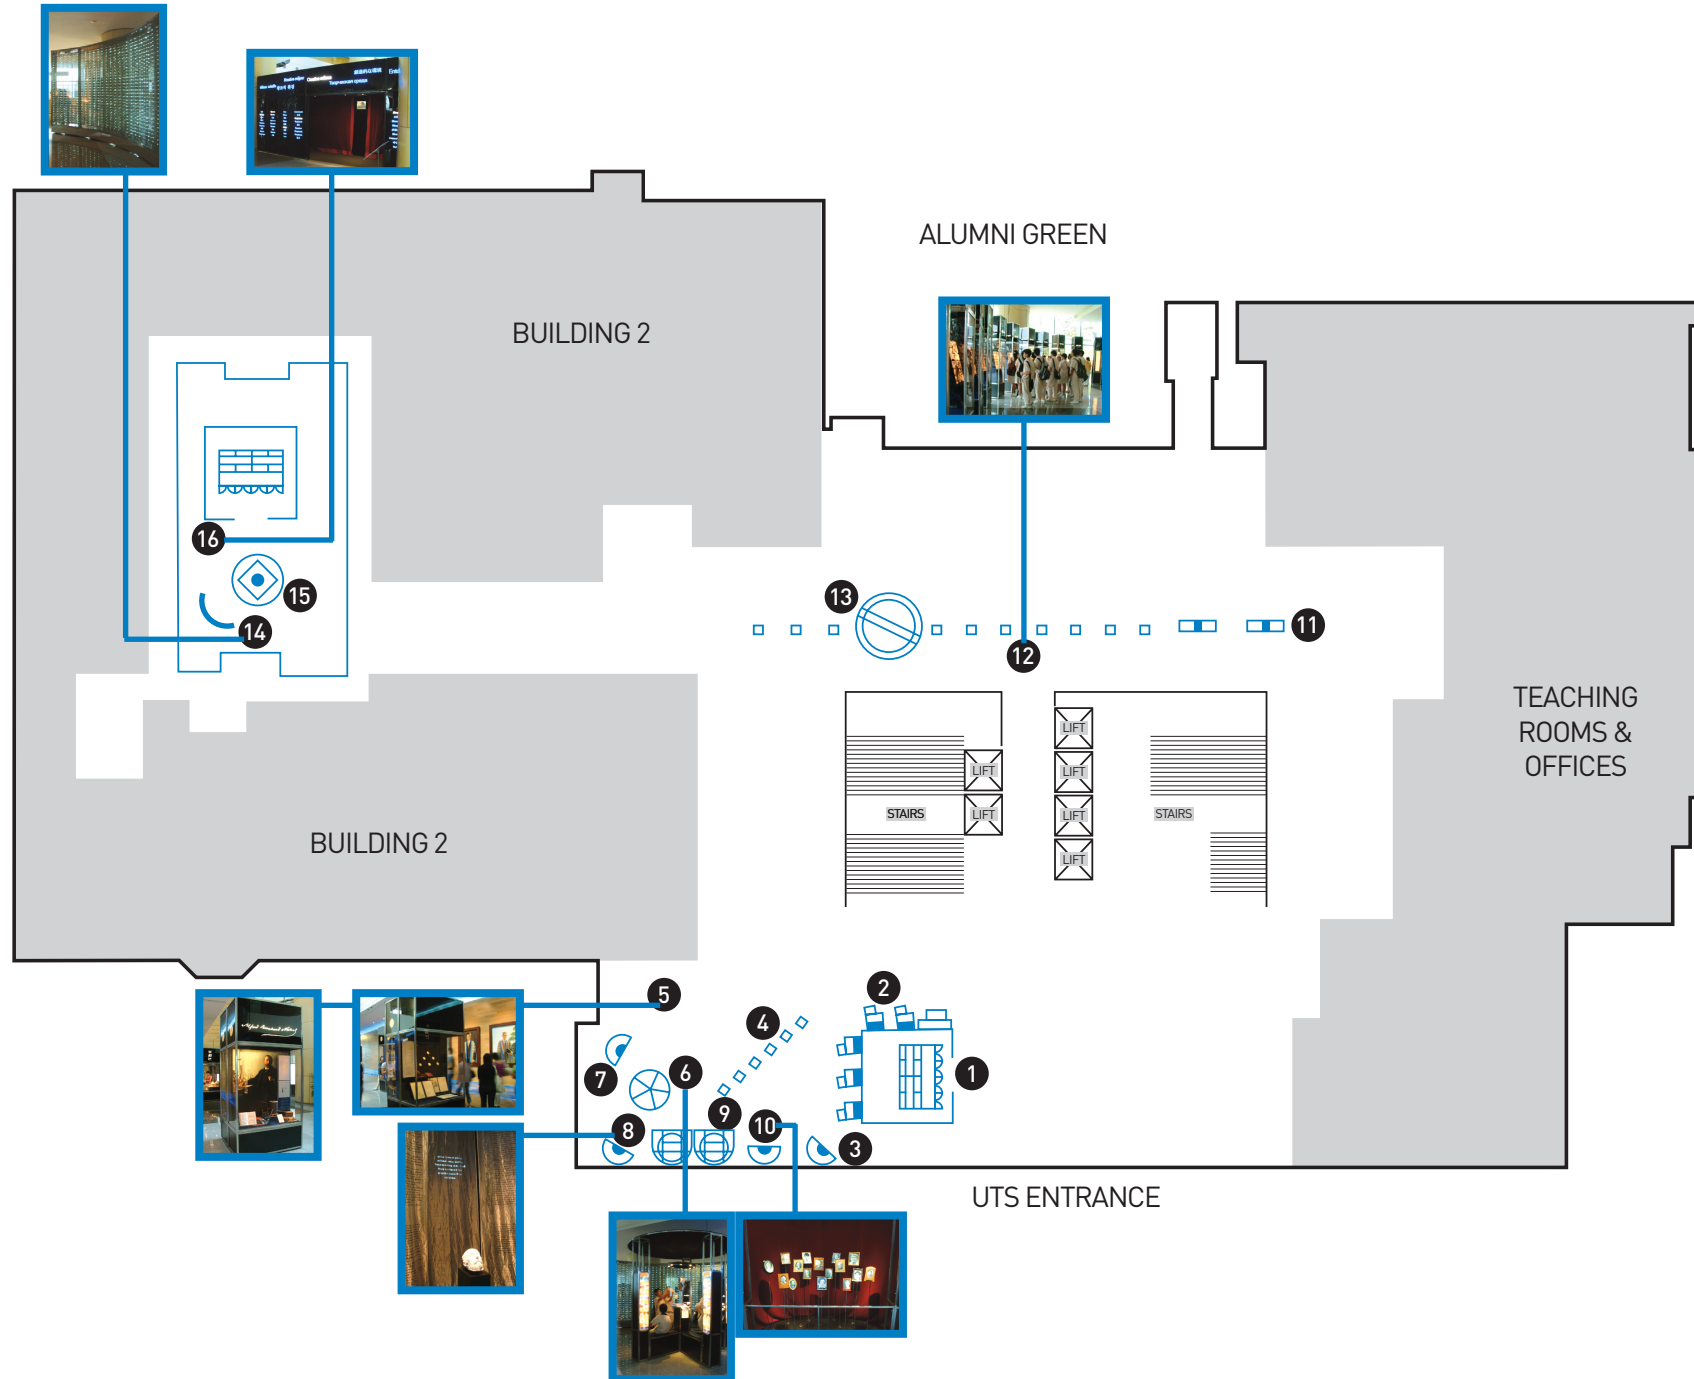 ALUMNI GREEN
BUILDING 2
16
15
14
13
12
11
TEACHING
ROOMS &
OFFICES
LIFT
LIFT
LIFT
LIFT
LIFT
LIFT
STAIRS
STAIRS
BUILDING 2
5
2
4
1
7
6
9
8
10
3
UTS ENTRANCE